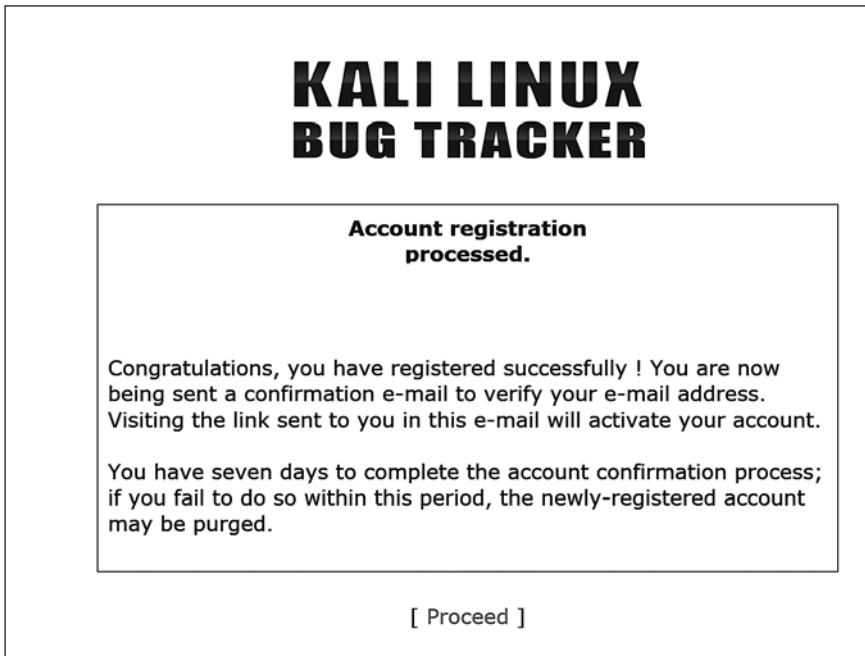 KALI LINUX
BUG TRACKER
Account registration
processed.
Congratulations, you have registered successfully ! You are now
being sent a confirmation e-mail to verify your e-mail address.
Visiting the link sent to you in this e-mail will activate your account.
You have seven days to complete the account confirmation process;
if you fail to do so within this period, the newly-registered account
may be purged.
[ Proceed ]